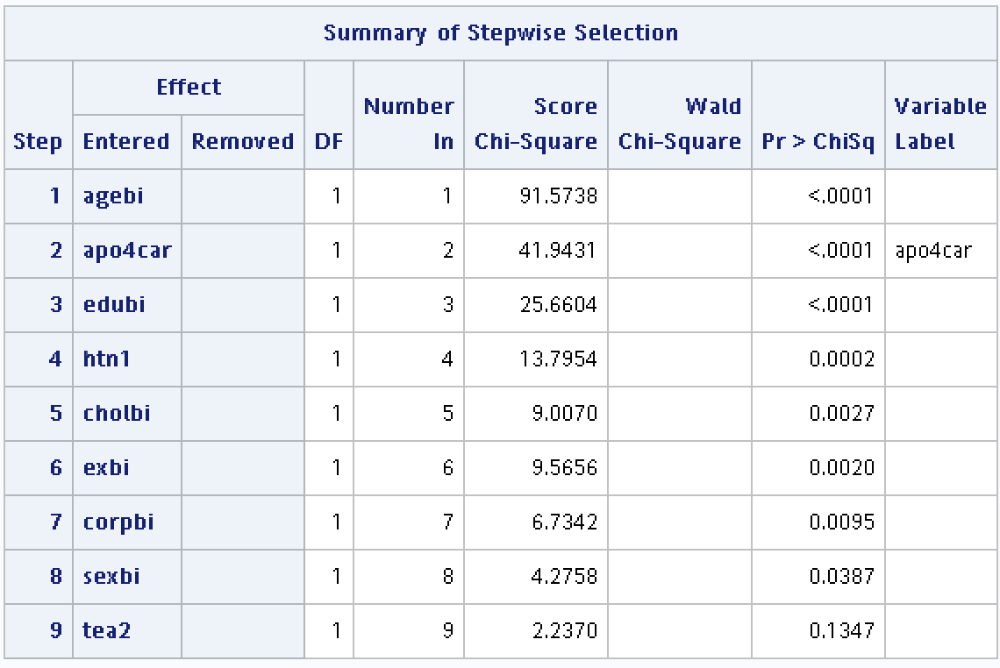 Summary of Stepwise Selection
Step Effect DF Number In Score Chi-Square Wald Chi-Square Pr > ChiSq Variable Label
Entered Removed
1 agebi 1 1 91.5738 <.0001
2 apo4car 1 2 41.9431 <.0001 apo4car
3 edubi 1 3 25.6604 <.0001
4 htn1 1 4 13.7954 0.0002
5 cholbi 1 5 9.0070 0.0027
6 exbi 1 6 9.5656 0.0020
7 corpbi 1 7 6.7342 0.0095
8 sexbi 1 8 4.2758 0.0387
9 tea2 1 9 2.2370 0.1347